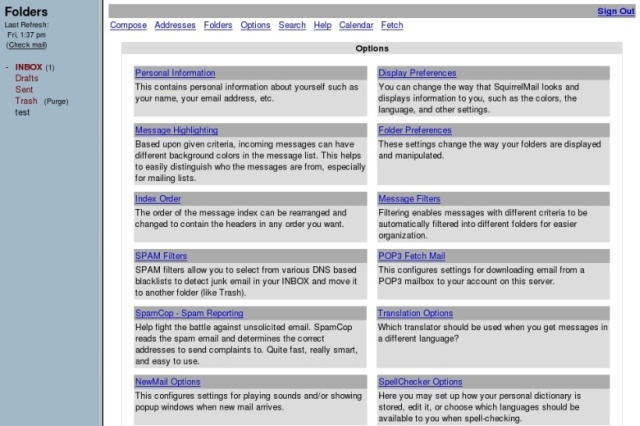 Folders
Last Refresh:
Fri, 1:37 pm
(Check mail)
- INBOX (1)
Drafts
Sent
Trash (Purge)
test
Sign Out
Compose Addresses Folders Options Search Help Calendar Fetch
Options
Personal Information
This contains personal information about yourself such as
your name, your email address, etc.
Display Preferences
You can change the way that SquirrelMail looks and
displays information to you, such as the colors, the
language, and other settings.
Message Highlighting
Based upon given criteria, incoming messages can have
different background colors in the message list. This helps
to easily distinguish who the messages are from, especially
for mailing lists.
Folder Preferences
These settings change the way your folders are displayed
and manipulated.
Index Order
The order of the message index can be rearranged and
changed to contain the headers in any order you want.
Message Filters
Filtering enables messages with different criteria to be
automatically filtered into different folders for easier
organization.
SPAM Filters
SPAM filters allow you to select from various DNS based
blacklists to detect junk email in your INBOX and move it
to another folder (like Trash).
POP3 Fetch Mail
This configures settings for downloading email from a
POP3 mailbox to your account on this server.
SpamCop - Spam Reporting
Help fight the battle against unsolicited email. SpamCop
reads the spam email and determines the correct
addresses to send complaints to. Quite fast, really smart,
and easy to use.
Translation Options
Which translator should be used when you get messages in
a different language?
NewMail Options
This configures settings for playing sounds and/or showing
popup windows when new mail arrives.
SpellChecker Options
Here you may set up how your personal dictionary is
stored, edit it, or choose which languages should be
available to you when spell-checking.